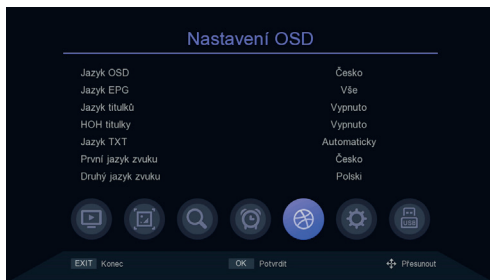 Nastavení OSD
Jazyk OSD Česko
Jazyk EPG Vše
Jazyk titulků Vypnuto
HOH titulky Vypnuto
Jazyk TXT Automaticky
První jazyk zvuku Česko
Druhý jazyk zvuku Polski
USB
EXIT Konec OK Potvrdit Přesunout